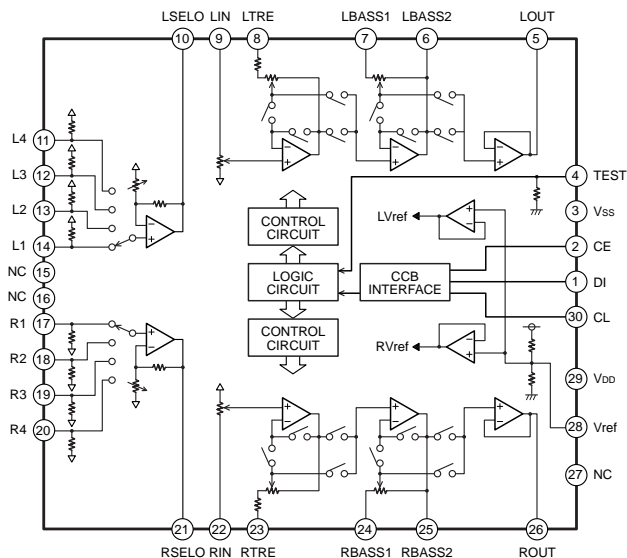 LSELO LIN LTRE LBASS1 LBASS2 LOUT
10 9 8 7 6 5
L4 11
L3 12
L2 13
L1 14
NC 15
NC 16
R1 17
R2 18
R3 19
R4 20
4 TEST
3 VSS
2 CE
1 DI
30 CL
29 VDD
28 Vref
27 NC
CONTROL
CIRCUIT
LVref
LOGIC
CIRCUIT
CCB
INTERFACE
CONTROL
CIRCUIT
RVref
21 22 23 24 25 26
RSELO RIN RTRE RBASS1 RBASS2 ROUT